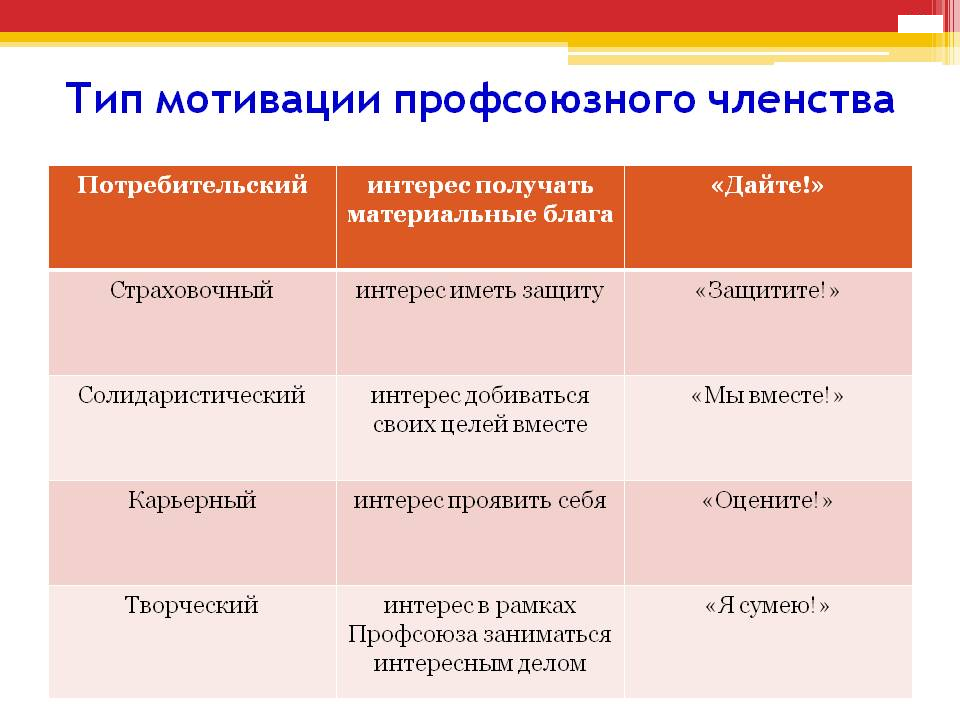 Тип мотивации профсоюзного членства
Потребительский
интерес получать
материальные блага
«Дайте!»
Страховочный
интерес иметь защиту
«Защитите!»
Солидаристический
интерес добиваться
своих целей вместе
«Мы вместе!»
Карьерный
интерес проявить себя
«Оцените!»
Творческий
интерес в рамках
Профсоюза заниматься
интересным делом
«Я сумею!»